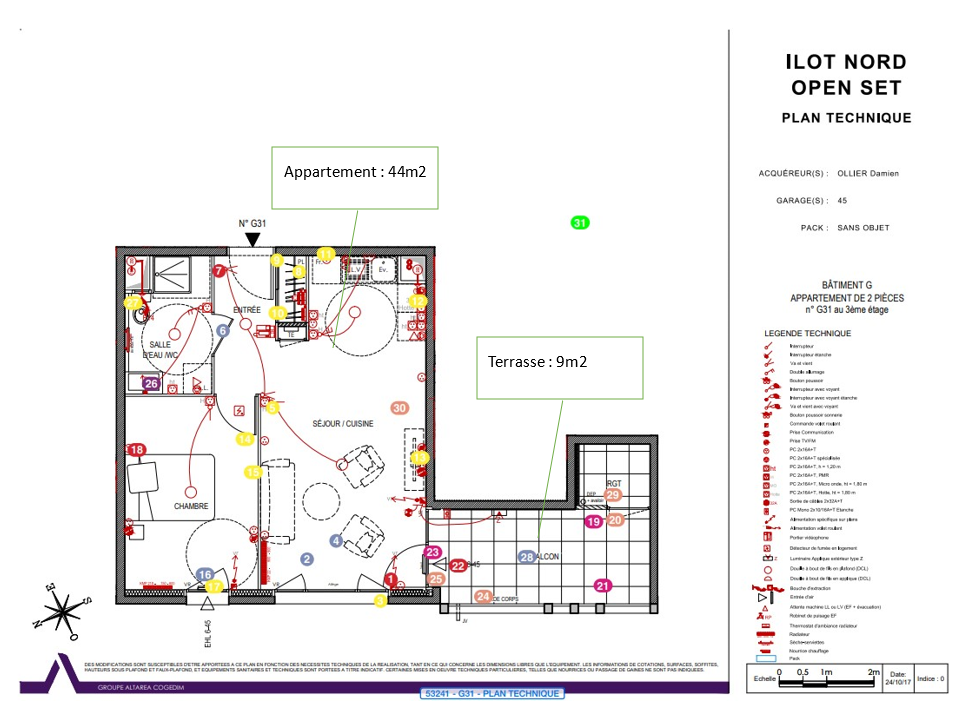 ILOT NORD
OPEN SET
PLAN TECHNIQUE
ACQUÉREUR(S) : OLLIER Damien
GARAGE(S) : 45
PACK : SANS OBJET
BÂTIMENT G
APPARTEMENT DE 2 PIÈCES
n° G31 au 3ème étage
LEGENDE TECHNIQUE
Interrupteur
Interrupteur étanche
Va et vient
Double allumage
Bouton poussoir
Interrupteur avec voyant
Interrupteur avec voyant étanche
Va et vient avec voyant
Bouton poussoir sonnerie
Commande volet roulant
Prise Communication
Prise TV/FM
PC 2x16A+T
PC 2x16A+T spécialisée
PC 2x16A+T, h = 1,20 m
PC 2x16A+T, PMR
PC 2x16A+T, Micro onde, ht = 1,80 m
PC 2x16A+T, Hotte, ht = 1,80 m
Sortie de câbles 2x32A+T
PC Mono 2x10/16A+T Etanche
Alimentation spécifique sur plans
Alimentation volet roulant
Portier vidéophone
Détecteur de fumée en logement
Luminaire Applique extérieur type Z
Douille à bout de fils en plafond (DCL)
Douille à bout de fils en applique (DCL)
Bouche d'extraction
Entrée d'air
Attente machine LL ou LV (EF + évacuation)
Robinet de puisage EF
Thermostat d'ambiance radiateur
Radiateur
Sèche-serviettes
Nourrice chauffage
Pack
Echelle
0 0.5 1m 2m
Date:
24/10/17
Indice : 0
Appartement : 44m2
31
N° G31
Terrasse : 9m2
7
9
8
10
11
Fr.
L.V
Ev.
PL
12
27
ENTRÉE
TE
6
SALLE
D'EAU /WC
26
L.L
5
30
SÉJOUR / CUISINE
14
13
15
18
CHAMBRE
4
2
16
17
VR
VR
1
3
23
22
25
24
DE CORPS
28
ALCON
RGT
DEP
29
19
20
21
JV
EHL 6-45
N
E
S
O
DES MODIFICATIONS SONT SUSCEPTIBLES D'ETRE APPORTEES A CE PLAN EN FONCTION DES NECESSITES TECHNIQUES DE LA REALISATION, TANT EN CE QUI CONCERNE LES DIMENSIONS LIBRES QUE L'EQUIPEMENT. LES INFORMATIONS DE COTATIONS, SURFACES, SOFFITES,
HAUTEURS SOUS-PLAFOND ET FAUX-PLAFOND, ET EQUIPEMENTS SANITAIRES ET TECHNIQUES SONT PORTEES A TITRE INDICATIF. CERTAINES MISES EN OEUVRE TECHNIQUES PARTICULIERES, TELLES QUE NOURRICES OU PASSAGE DE GAINES NE SONT PAS INDIQUEES.
GROUPE ALTAREA COGEDIM
53241 - G31 - PLAN TECHNIQUE